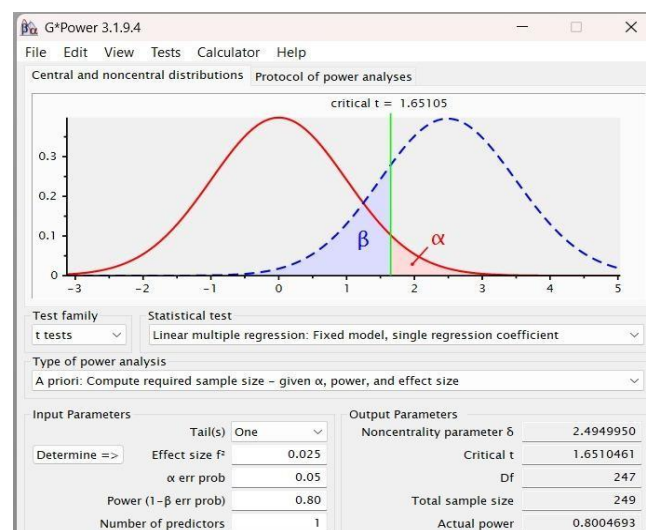 G*Power 3.1.9.4
File Edit View Tests Calculator Help
Central and noncentral distributions Protocol of power analyses
critical t = 1.65105
0.3
0.2
0.1
0
β
α
-3 -2 -1 0 1 2 3 4 5
Test family Statistical test
t tests Linear multiple regression: Fixed model, single regression coefficient
Type of power analysis
A priori: Compute required sample size – given α, power, and effect size
Input Parameters Output Parameters
Tail(s) One Noncentrality parameter δ 2.4949950
Determine => Effect size f² 0.025 Critical t 1.6510461
α err prob 0.05 Df 247
Power (1-β err prob) 0.80 Total sample size 249
Number of predictors 1 Actual power 0.8004693